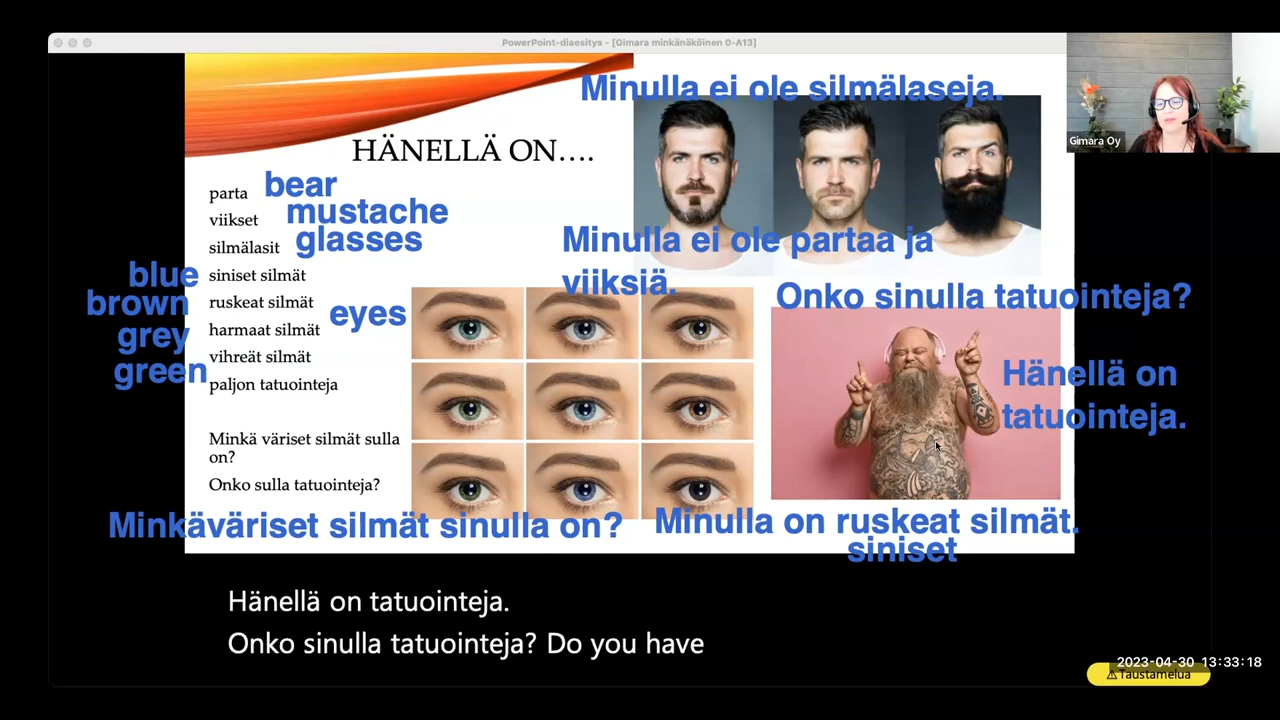 PowerPoint-diaesitys - [Gimara minkänäköinen 0-A13]
Minulla ei ole silmälaseja.
Gimara Oy
HÄNELLÄ ON….
parta
bear
viikset
mustache
silmälasit
glasses
Minulla ei ole partaa ja
viiksiä.
blue
siniset silmät
brown
ruskeat silmät
eyes
grey
harmaat silmät
green
vihreät silmät
paljon tatuointeja
Onko sinulla tatuointeja?
Hänellä on
tatuointeja.
Minkä väriset silmät sulla
on?
Onko sulla tatuointeja?
Minkäväriset silmät sinulla on?
Minulla on ruskeat silmät.
siniset
Hänellä on tatuointeja.
Onko sinulla tatuointeja? Do you have
2023-04-30 13:33:18
⚠Taustamelua